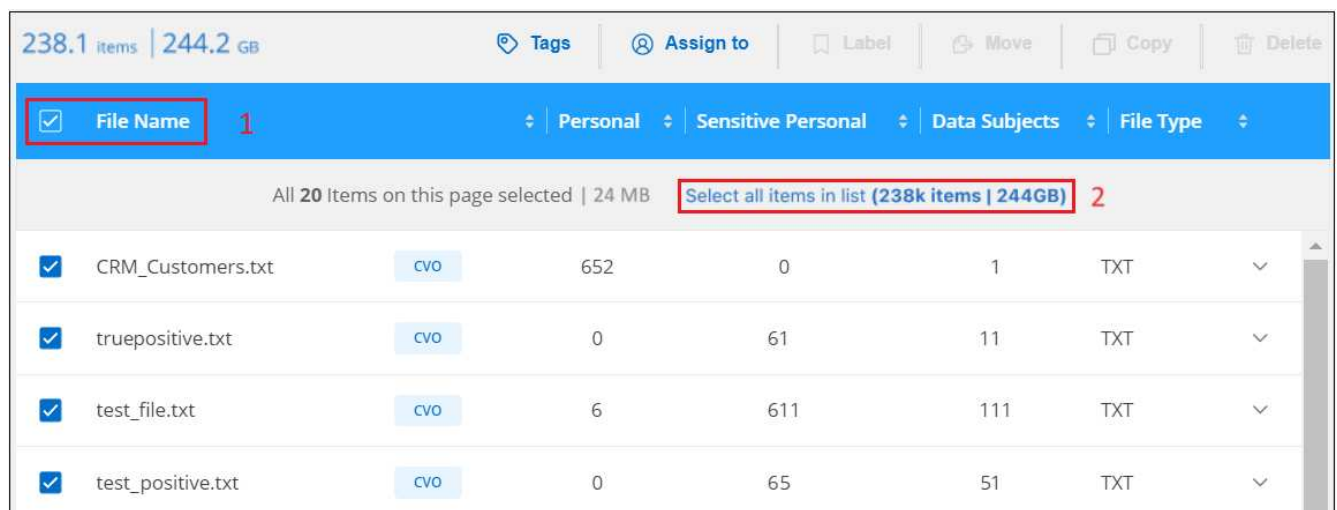 238.1 items | 244.2 GB Tags Assign to Label Move Copy Delete
File Name 1 Personal Sensitive Personal Data Subjects File Type
All 20 Items on this page selected | 24 MB Select all items in list (238k items | 244GB) 2
CRM_Customers.txt CVO 652 0 1 TXT
truepositive.txt CVO 0 61 11 TXT
test_file.txt CVO 6 611 111 TXT
test_positive.txt CVO 0 65 51 TXT